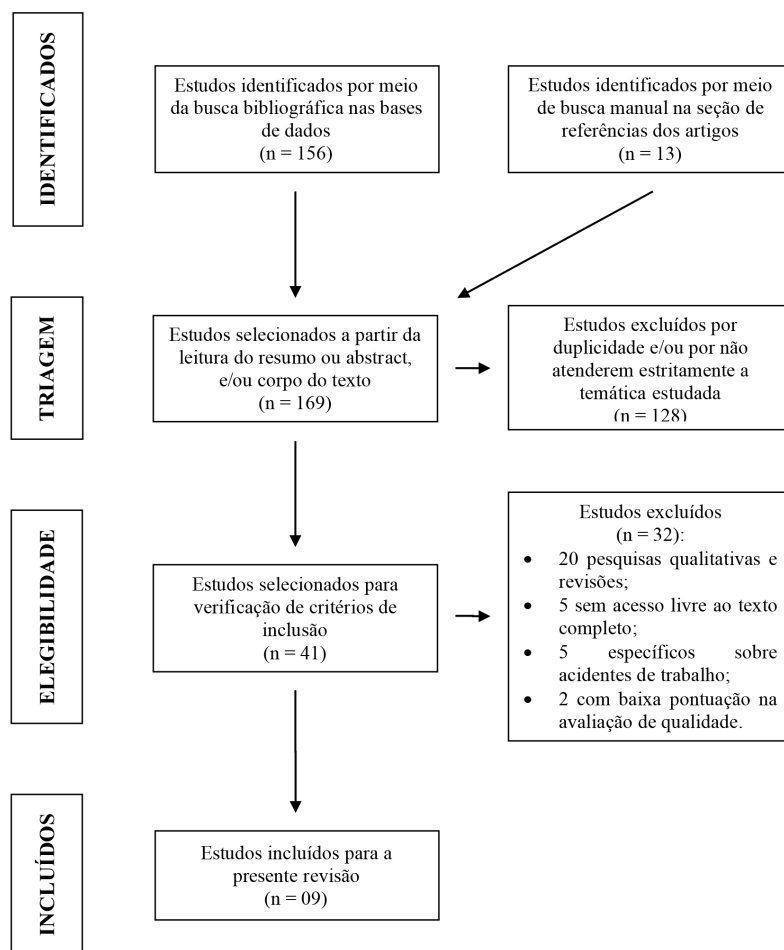 IDENTIFICADOS
Estudos identificados por meio
da busca bibliográfica nas bases
de dados
(n = 156)
Estudos identificados por meio
de busca manual na seção de
referências dos artigos
(n = 13)
TRIAGEM
Estudos selecionados a partir da
leitura do resumo ou abstract,
e/ou corpo do texto
(n = 169)
Estudos excluídos por
duplicidade e/ou por não
atenderem estritamente a
temática estudada
(n = 128)
ELEGIBILIDADE
Estudos selecionados para
verificação de critérios de
inclusão
(n = 41)
Estudos excluídos
(n = 32):
• 20 pesquisas qualitativas e
revisões;
• 5 sem acesso livre ao texto
completo;
• 5 específicos sobre
acidentes de trabalho;
• 2 com baixa pontuação na
avaliação de qualidade.
INCLUÍDOS
Estudos incluídos para a
presente revisão
(n = 09)